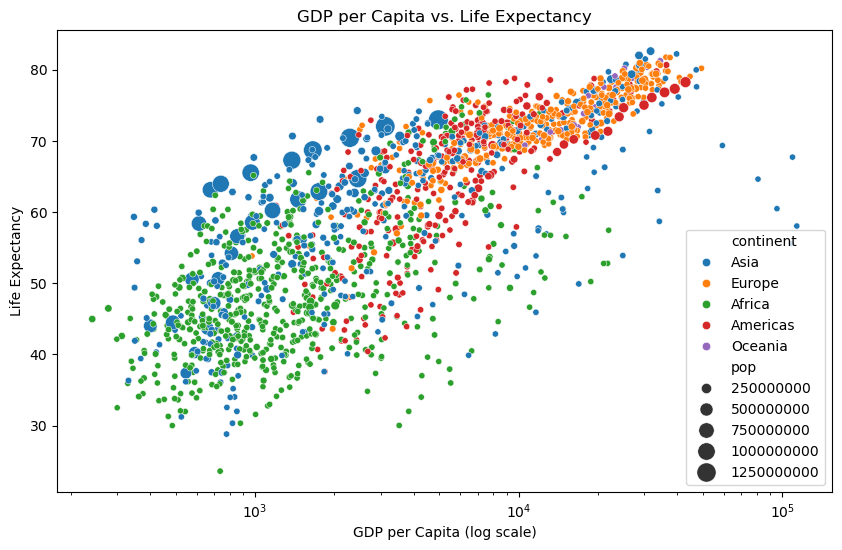 GDP per Capita vs. Life Expectancy
Life Expectancy
80
70
60
50
40
30
continent
Asia
Europe
Africa
Americas
Oceania
pop
250000000
500000000
750000000
1000000000
1250000000
10³
10⁴
10⁵
GDP per Capita (log scale)